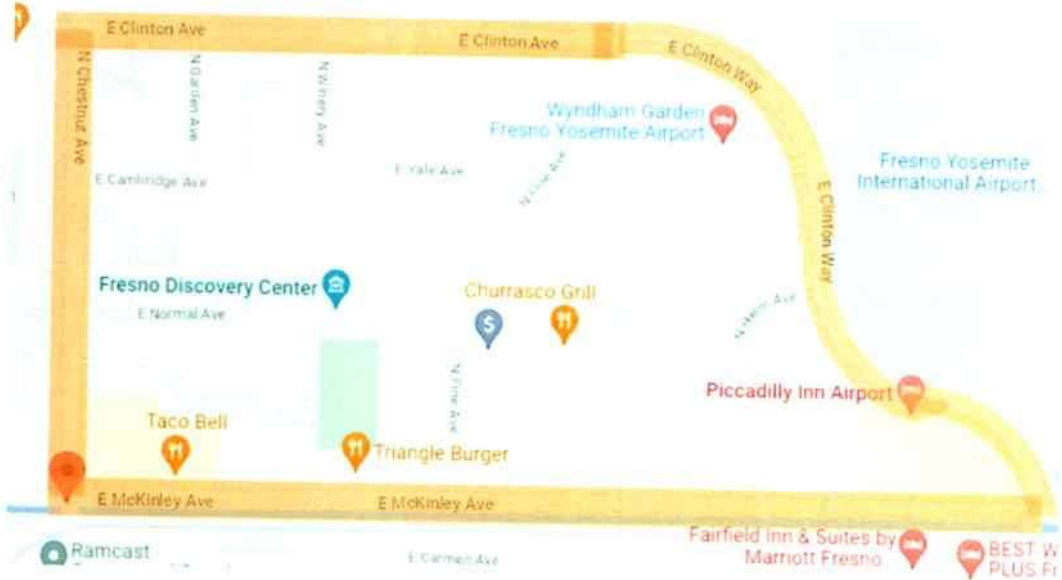 E Clinton Ave
E Clinton Ave
E Clinton Way
N Chestnut Ave
N Garden Ave
N Winery Ave
Wyndham Garden
Fresno Yosemite Airport
Fresno Yosemite
International Airport
E Cambridge Ave
E Yale Ave
N Fine Ave
E Clinton Way
Fresno Discovery Center
Churrasco Grill
E Normal Ave
$
Piccadilly Inn Airport
N Fine Ave
Taco Bell
Triangle Burger
E McKinley Ave
E McKinley Ave
Ramcast
E Carmen Ave
Fairfield Inn & Suites by
Marriott Fresno
BEST W
PLUS Fr